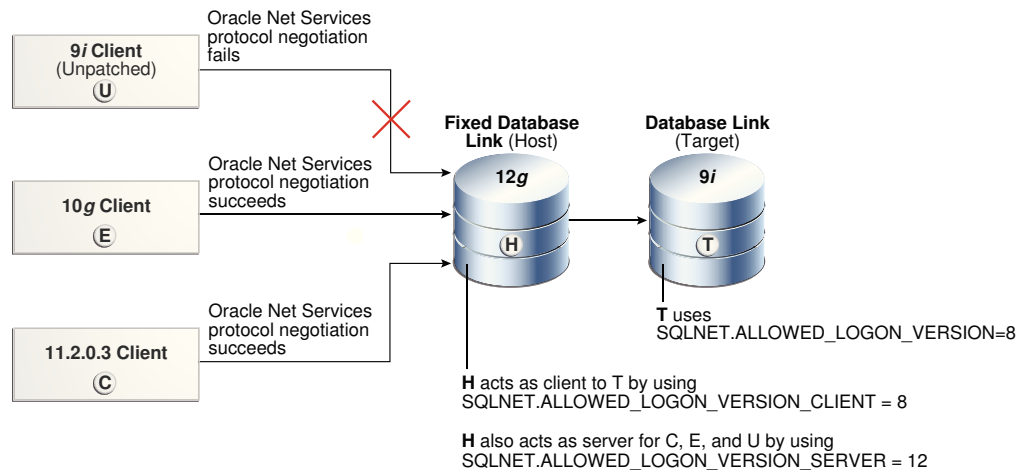 Oracle Net Services
protocol negotiation
fails
9i Client
(Unpatched)
U
Fixed Database
Link (Host)
Database Link
(Target)
12g
9i
Oracle Net Services
protocol negotiation
succeeds
10g Client
E
H
T
Oracle Net Services
protocol negotiation
succeeds
11.2.0.3 Client
C
T uses
SQLNET.ALLOWED_LOGON_VERSION=8
H acts as client to T by using
SQLNET.ALLOWED_LOGON_VERSION_CLIENT = 8
H also acts as server for C, E, and U by using
SQLNET.ALLOWED_LOGON_VERSION_SERVER = 12